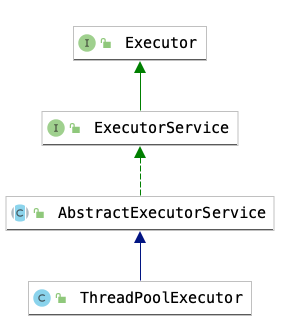 I Executor
I ExecutorService
C AbstractExecutorService
C ThreadPoolExecutor